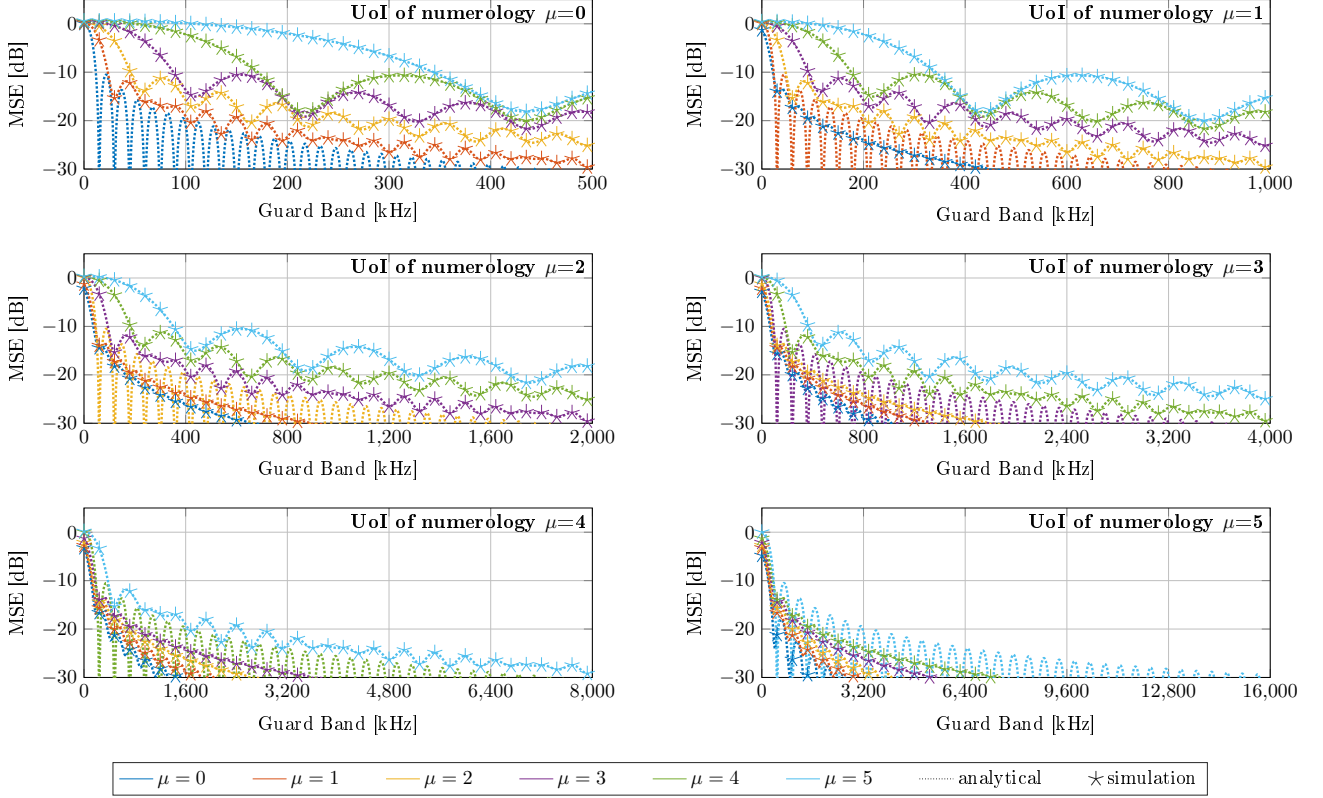 UoI of numerology μ=0
MSE [dB]
0
−10
−20
−30
0 100 200 300 400 500
Guard Band [kHz]
UoI of numerology μ=1
MSE [dB]
0
−10
−20
−30
0 200 400 600 800 1,000
Guard Band [kHz]
UoI of numerology μ=2
MSE [dB]
0
−10
−20
−30
0 400 800 1,200 1,600 2,000
Guard Band [kHz]
UoI of numerology μ=3
MSE [dB]
0
−10
−20
−30
0 800 1,600 2,400 3,200 4,000
Guard Band [kHz]
UoI of numerology μ=4
MSE [dB]
0
−10
−20
−30
0 1,600 3,200 4,800 6,400 8,000
Guard Band [kHz]
UoI of numerology μ=5
MSE [dB]
0
−10
−20
−30
0 3,200 6,400 9,600 12,800 16,000
Guard Band [kHz]
μ = 0 μ = 1 μ = 2 μ = 3 μ = 4 μ = 5 analytical simulation